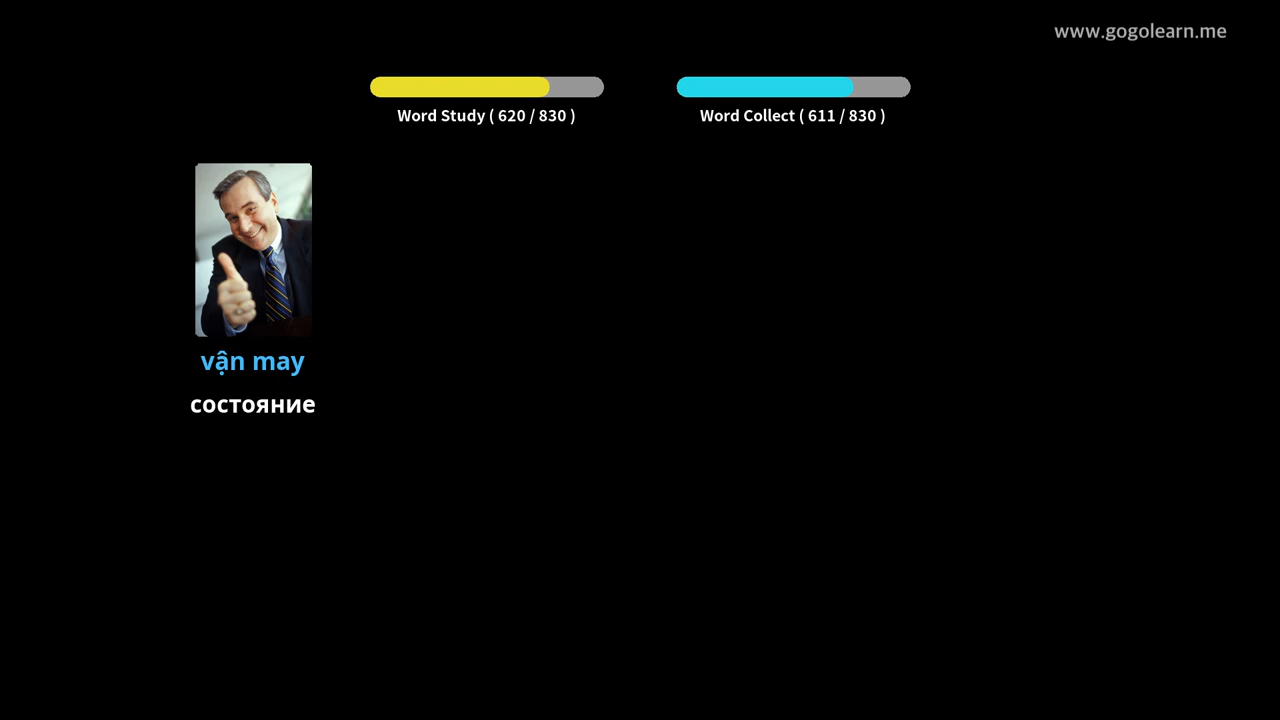 www.gogolearn.me
Word Study ( 620 / 830 )
Word Collect ( 611 / 830 )
vận may
состояние